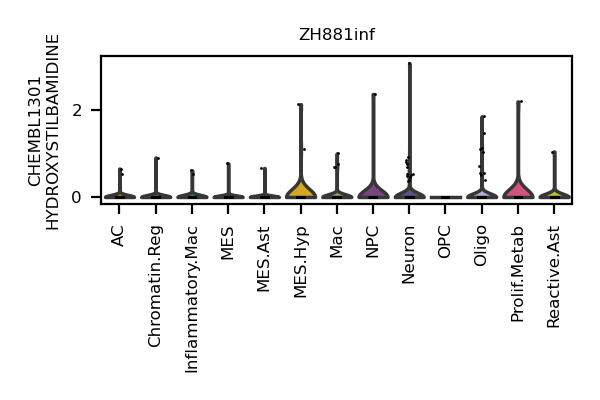 ZH881inf
CHEMBL1301
HYDROXYSTILBAMIDINE
2
0
AC
Chromatin.Reg
Inflammatory.Mac
MES
MES.Ast
MES.Hyp
Mac
NPC
Neuron
OPC
Oligo
Prolif.Metab
Reactive.Ast